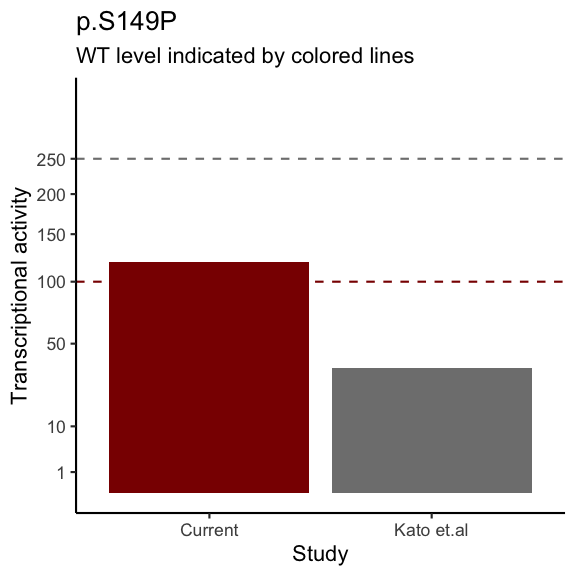 p.S149P
WT level indicated by colored lines
Transcriptional activity
250
200
150
100
50
10
1
Current
Kato et.al
Study